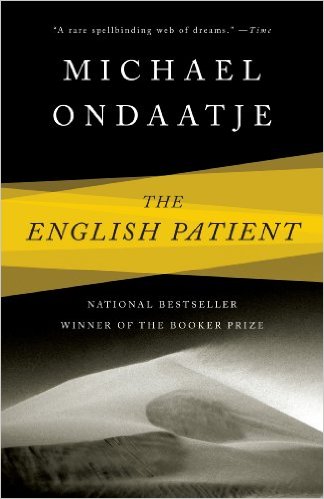 "A rare spellbinding web of dreams." —Time
MICHAEL
ONDAATJE
THE
ENGLISH PATIENT
NATIONAL BESTSELLER
WINNER OF THE BOOKER PRIZE